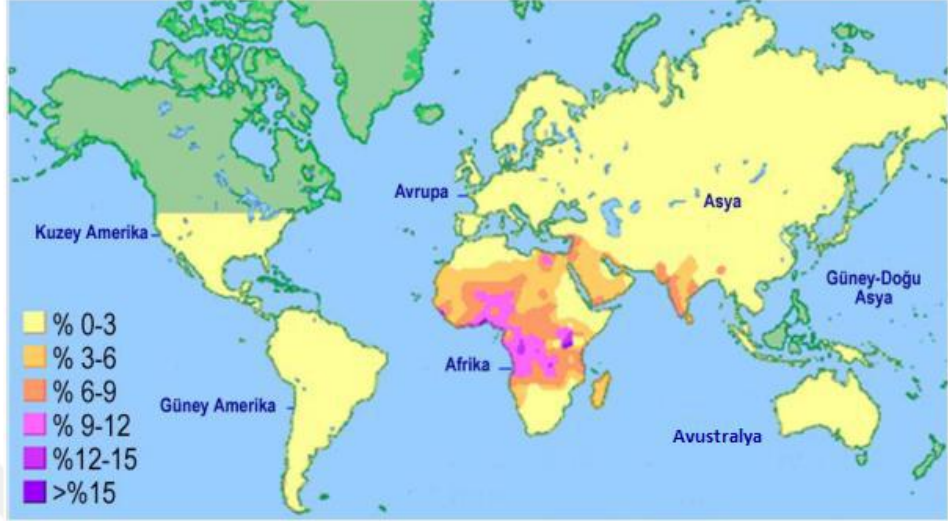 Avrupa
Asya
Kuzey Amerika
Güney-Doğu
Asya
% 0-3
% 3-6
% 6-9
% 9-12
%12-15
>%15
Afrika
Güney Amerika
Avustralya